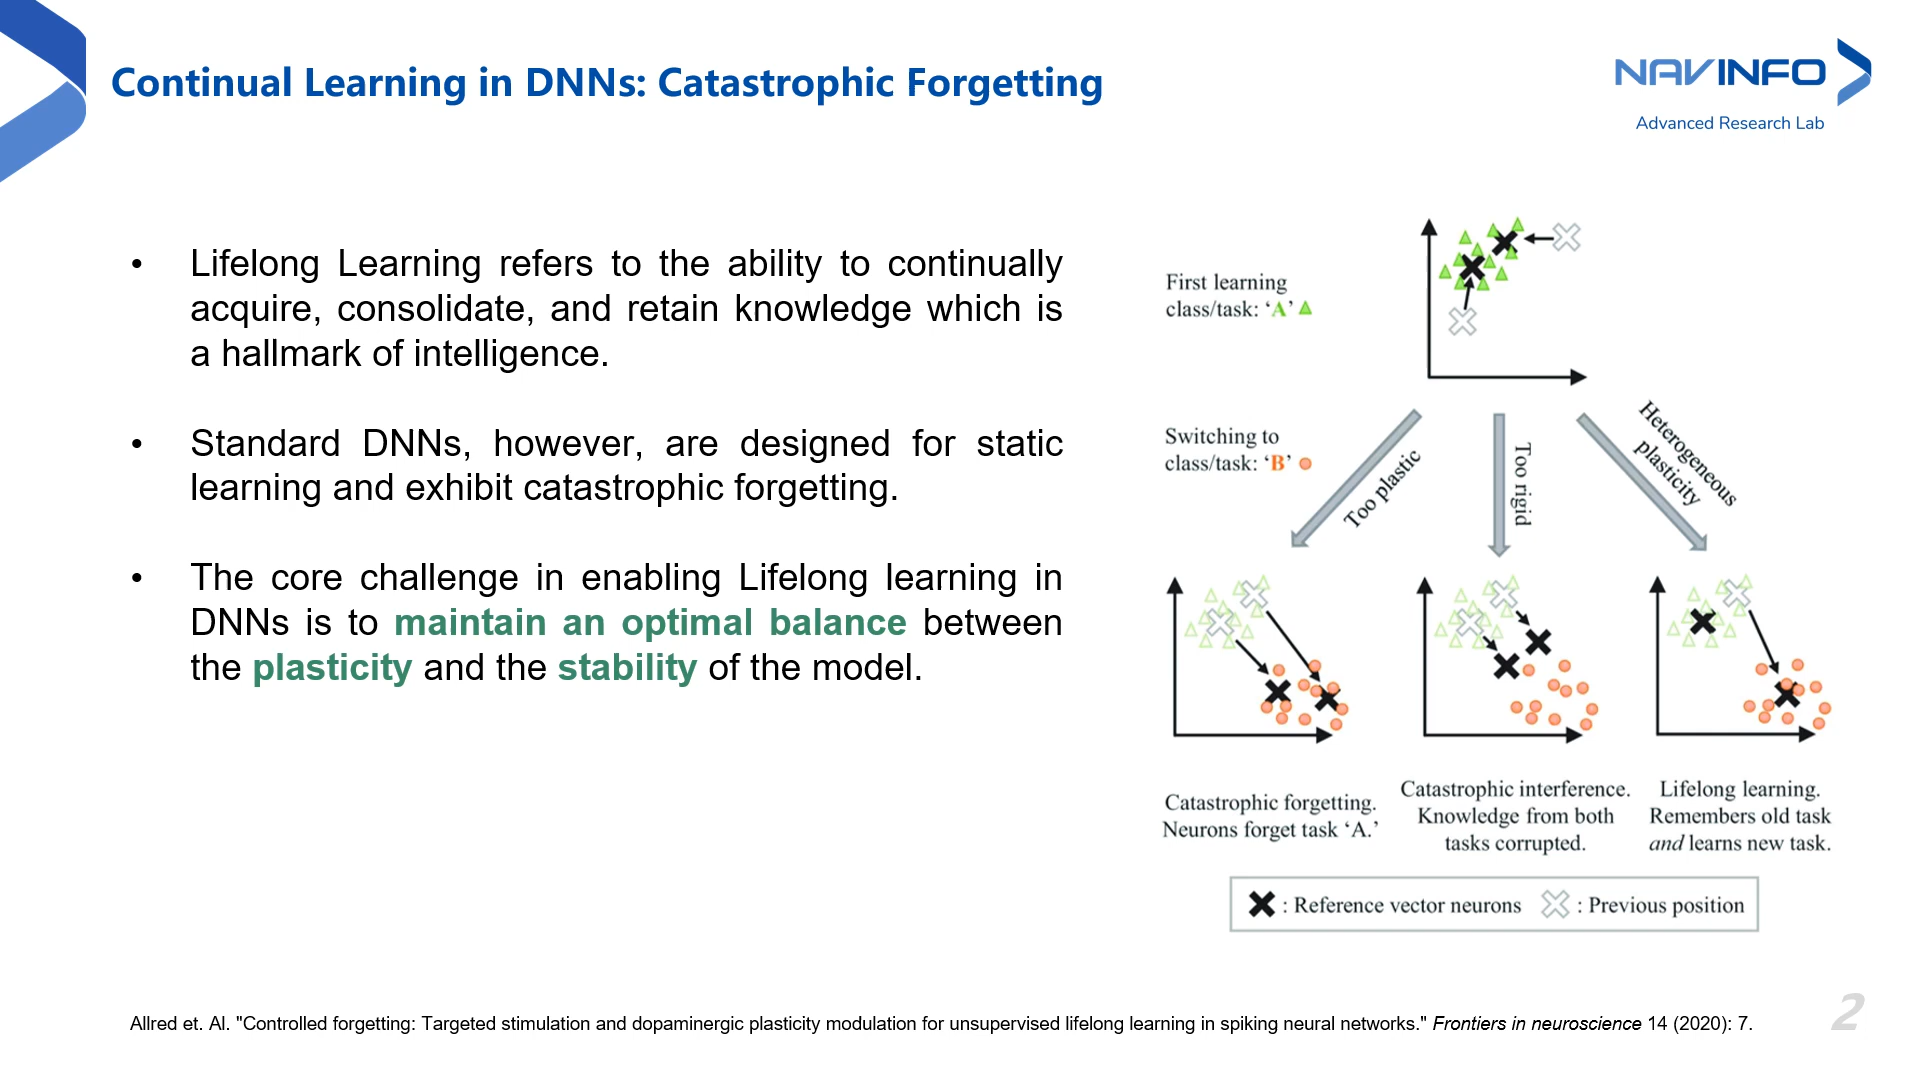 Continual Learning in DNNs: Catastrophic Forgetting
NAVINFO
Advanced Research Lab
• Lifelong Learning refers to the ability to continually
acquire, consolidate, and retain knowledge which is
a hallmark of intelligence.
• Standard DNNs, however, are designed for static
learning and exhibit catastrophic forgetting.
• The core challenge in enabling Lifelong learning in
DNNs is to maintain an optimal balance between
the plasticity and the stability of the model.
First learning
class/task: ‘A’
Switching to
class/task: ‘B’
Too plastic
Too rigid
Heterogeneous
plasticity
Catastrophic forgetting.
Neurons forget task ‘A.’
Catastrophic interference.
Knowledge from both
tasks corrupted.
Lifelong learning.
Remembers old task
and learns new task.
: Reference vector neurons
: Previous position
Allred et. Al. "Controlled forgetting: Targeted stimulation and dopaminergic plasticity modulation for unsupervised lifelong learning in spiking neural networks." Frontiers in neuroscience 14 (2020): 7.
2